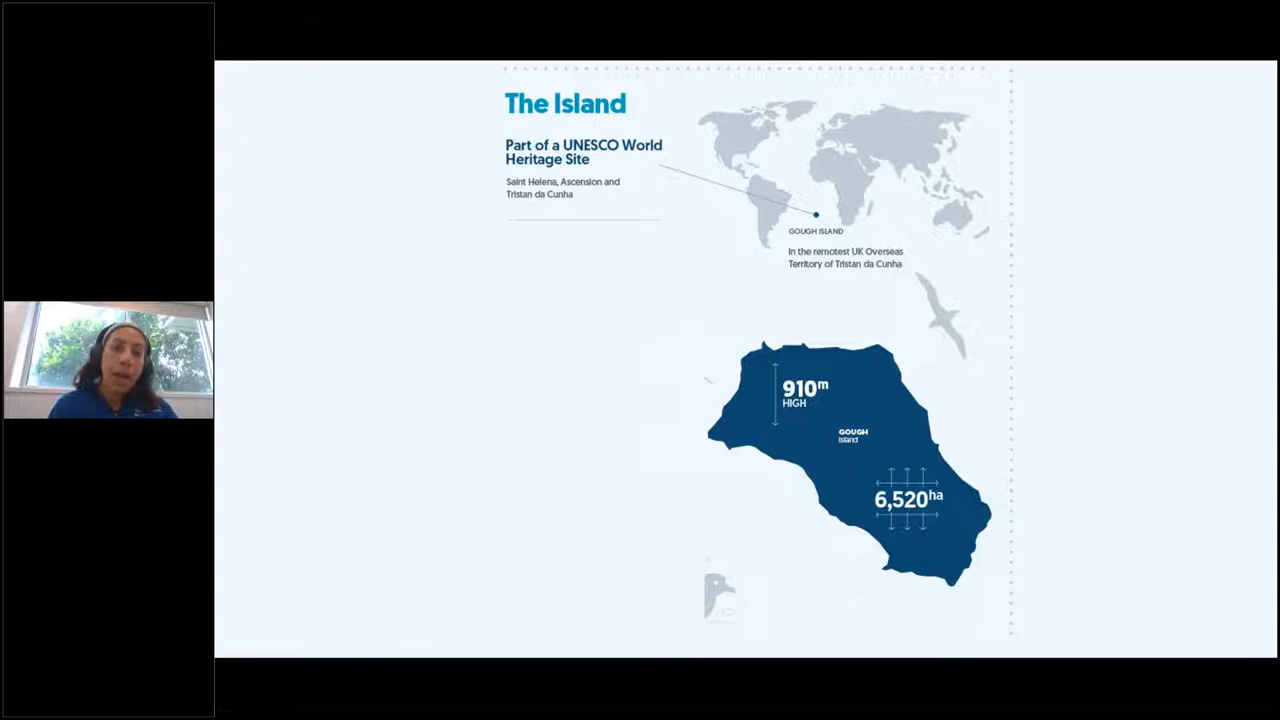 The Island
Part of a UNESCO World
Heritage Site
Saint Helena, Ascension and
Tristan da Cunha
GOUGH ISLAND
In the remotest UK Overseas
Territory of Tristan da Cunha
910m
HIGH
GOUGH
Island
6,520ha